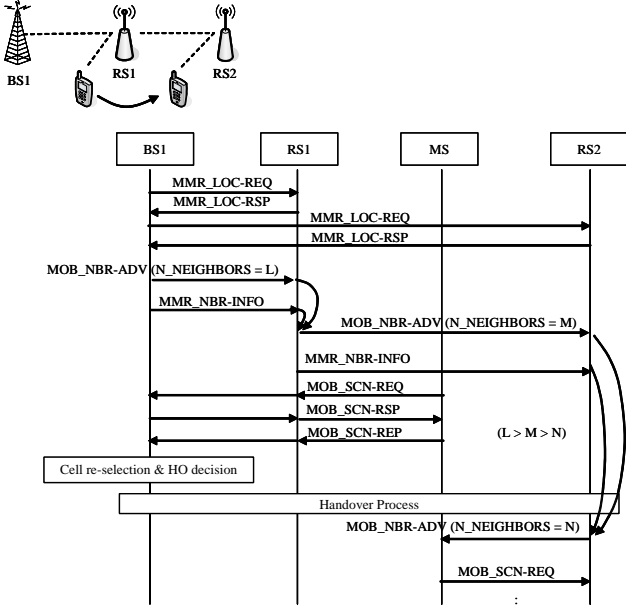 BS1
RS1
RS2
BS1
RS1
MS
RS2
MMR_LOC-REQ
MMR_LOC-RSP
MMR_LOC-REQ
MMR_LOC-RSP
MOB_NBR-ADV (N_NEIGHBORS = L)
MMR_NBR-INFO
MOB_NBR-ADV (N_NEIGHBORS = M)
MMR_NBR-INFO
MOB_SCN-REQ
MOB_SCN-RSP
MOB_SCN-REP
(L > M > N)
Cell re-selection & HO decision
Handover Process
MOB_NBR-ADV (N_NEIGHBORS = N)
MOB_SCN-REQ
: